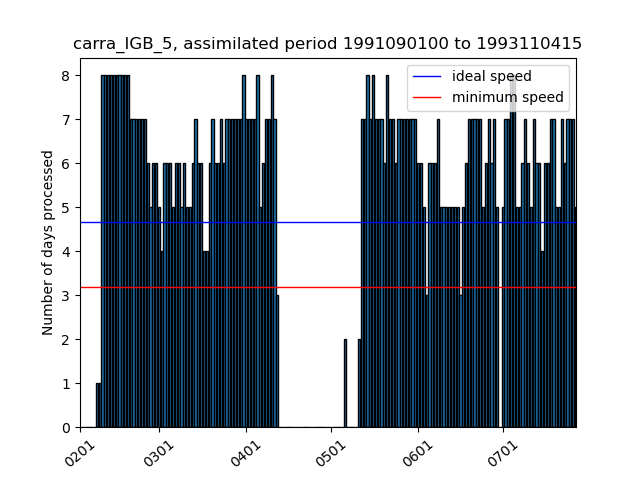 carra_IGB_5, assimilated period 1991090100 to 1993110415
ideal speed
minimum speed
Number of days processed
8
7
6
5
4
3
2
1
0
0201 0301 0401 0501 0601 0701